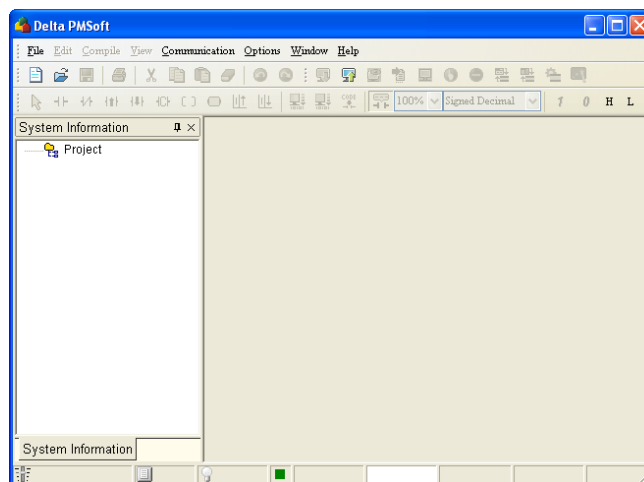 Delta PMSoft
File Edit Compile View Communication Options Window Help
100% Signed Decimal 1 0 H L
System Information
Project
System Information